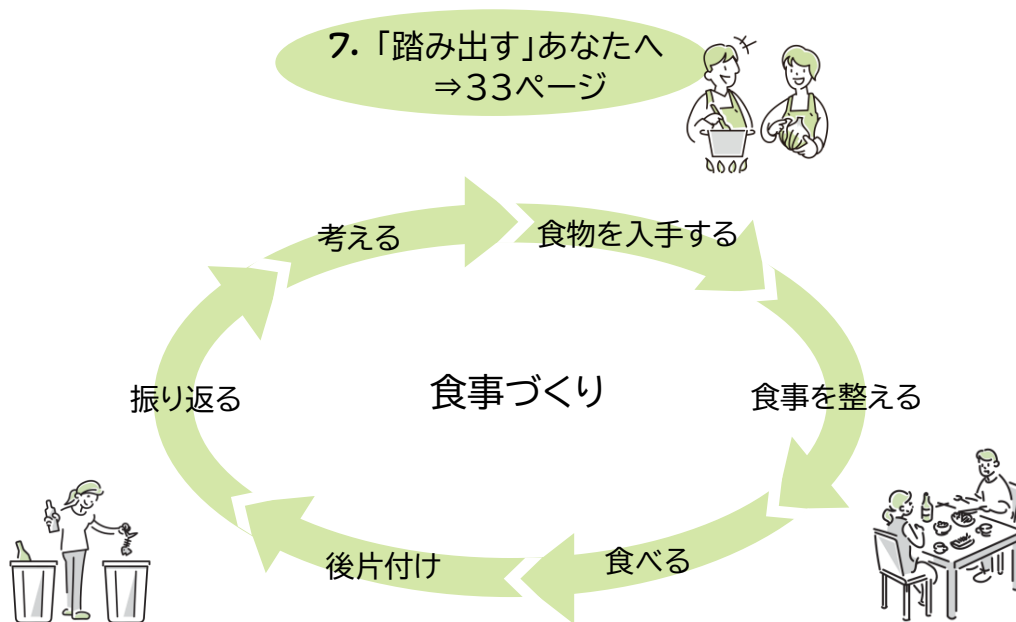 7.「踏み出す」あなたへ
⇒33ページ
考える
食物を入手する
振り返る
食事づくり
食事を整える
後片付け
食べる